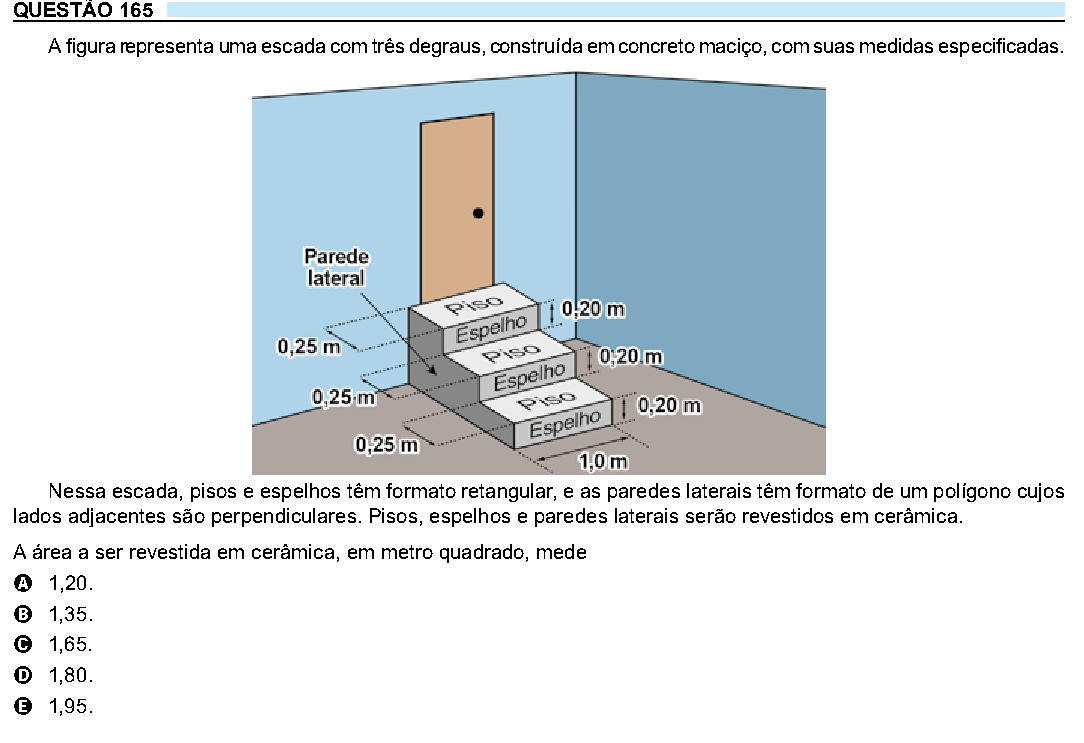 QUESTÃO 165
A figura representa uma escada com três degraus, construída em concreto maciço, com suas medidas especificadas.
Parede
lateral
Piso
0,20 m
Espelho
0,25 m
Piso
0,20 m
Espelho
0,25 m
Piso
0,20 m
Espelho
0,25 m
1,0 m
Nessa escada, pisos e espelhos têm formato retangular, e as paredes laterais têm formato de um polígono cujos
lados adjacentes são perpendiculares. Pisos, espelhos e paredes laterais serão revestidos em cerâmica.
A área a ser revestida em cerâmica, em metro quadrado, mede
A 1,20.
B 1,35.
C 1,65.
D 1,80.
E 1,95.